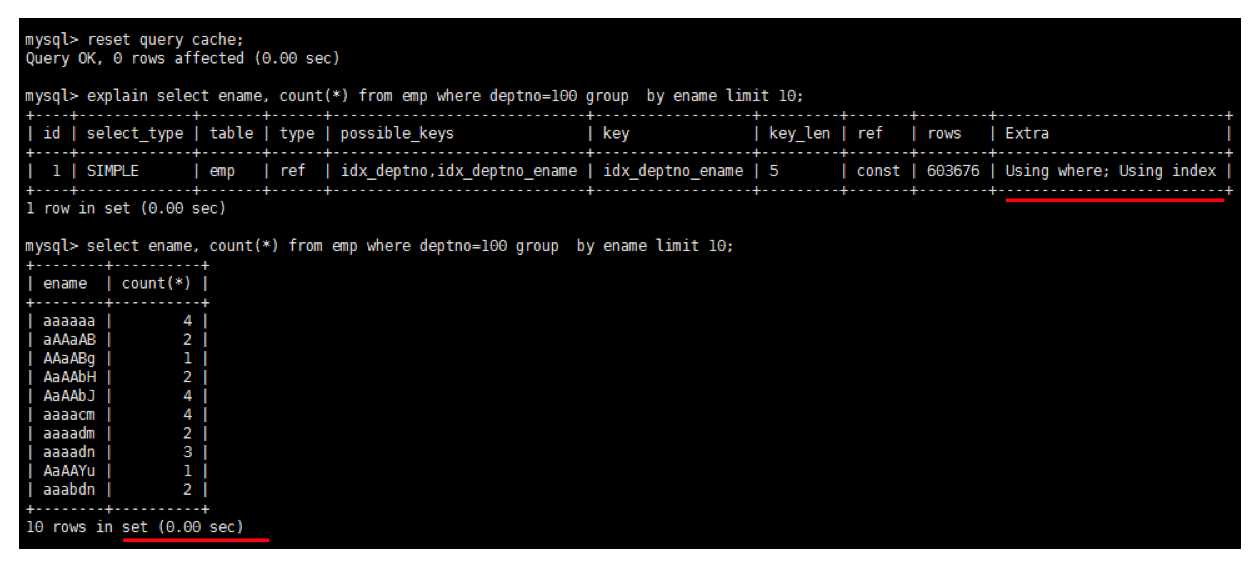 mysql> reset query cache;
Query OK, 0 rows affected (0.00 sec)
mysql> explain select ename, count(*) from emp where deptno=100 group  by ename limit 10;
+----+-------------+-------+------+-----------------------------+------------------+---------+-------+--------+--------------------------+
| id | select_type | table | type | possible_keys               | key              | key_len | ref   | rows   | Extra                    |
+----+-------------+-------+------+-----------------------------+------------------+---------+-------+--------+--------------------------+
|  1 | SIMPLE      | emp   | ref  | idx_deptno,idx_deptno_ename | idx_deptno_ename | 5       | const | 603676 | Using where; Using index |
+----+-------------+-------+------+-----------------------------+------------------+---------+-------+--------+--------------------------+
1 row in set (0.00 sec)
mysql> select ename, count(*) from emp where deptno=100 group  by ename limit 10;
+--------+----------+
| ename  | count(*) |
+--------+----------+
| aaaaaa |        4 |
| aAAaAB |        2 |
| AAaABg |        1 |
| AaAAbH |        2 |
| AaAAbJ |        4 |
| aaaacm |        4 |
| aaaadm |        2 |
| aaaadn |        3 |
| AaAAYu |        1 |
| aaabdn |        2 |
+--------+----------+
10 rows in set (0.00 sec)